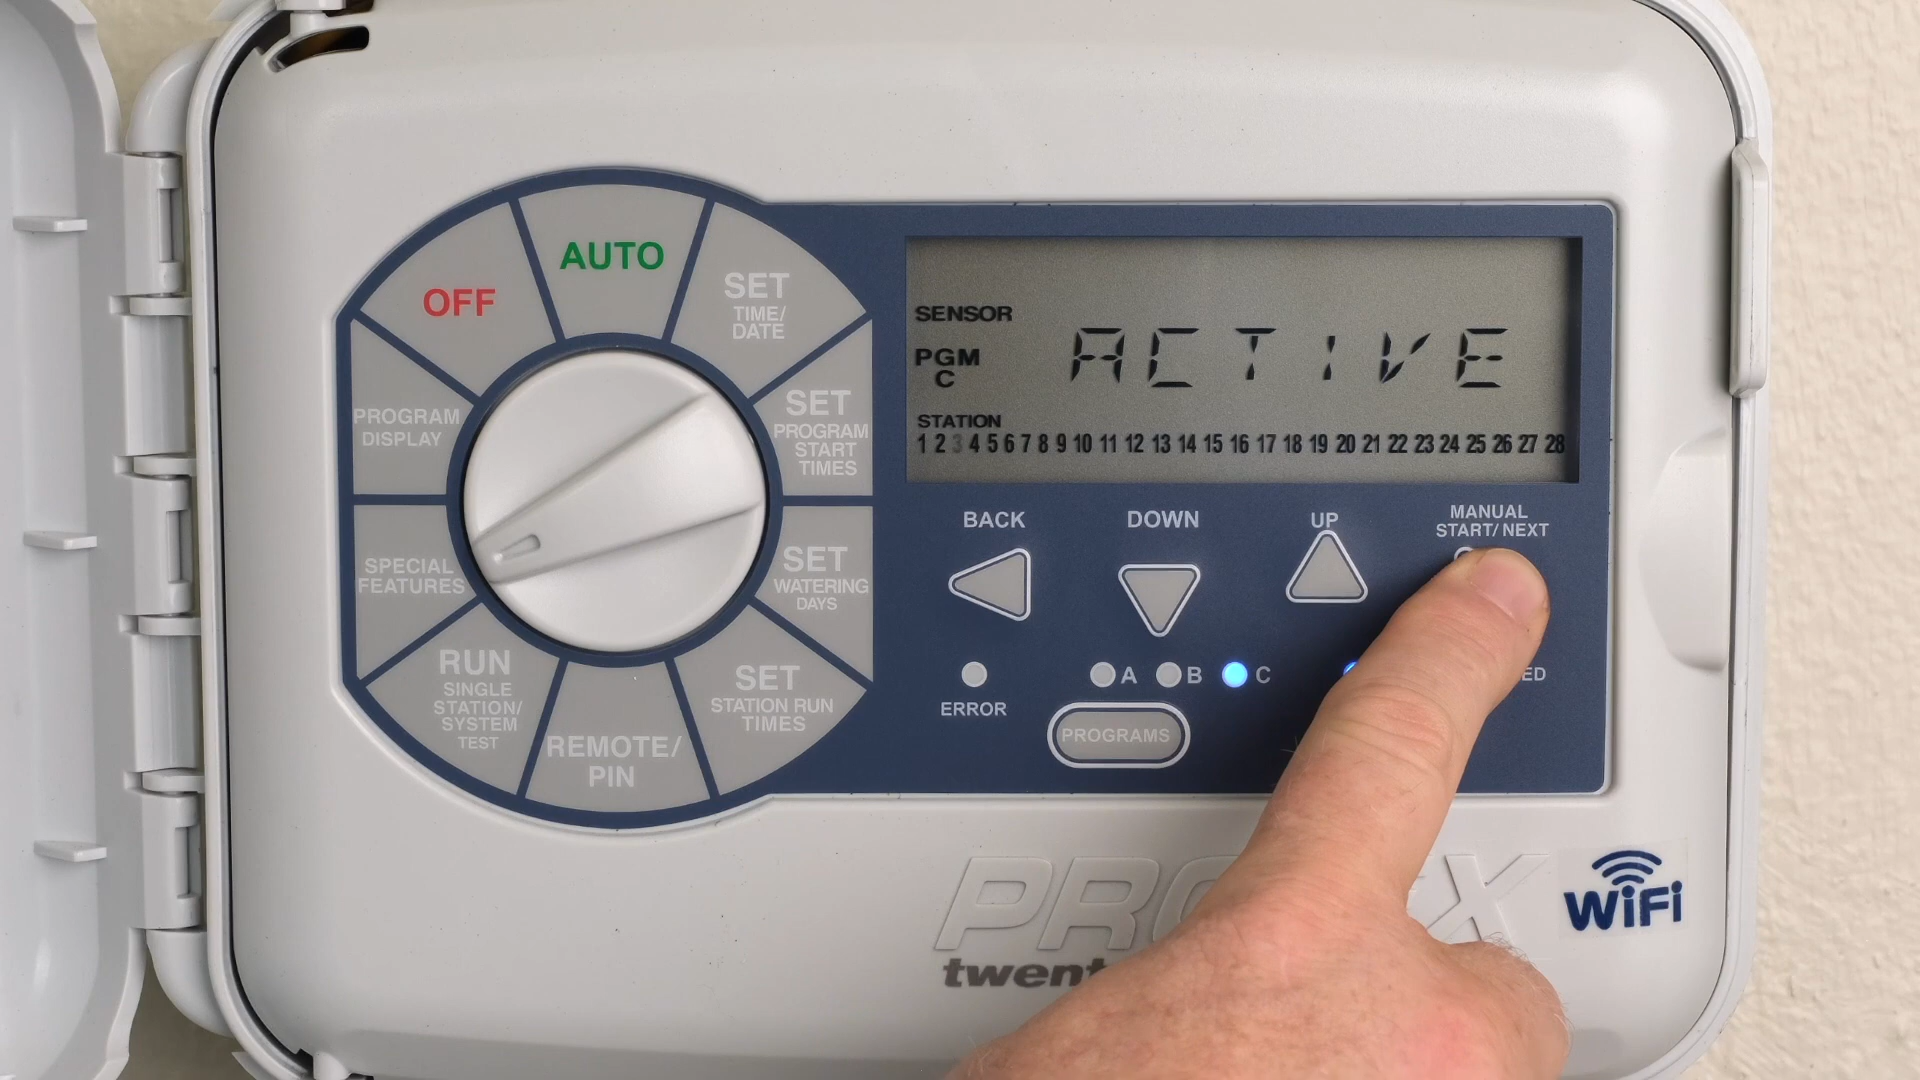 OFF
AUTO
SET
TIME/
DATE
PROGRAM
DISPLAY
SET
PROGRAM
START
TIMES
SPECIAL
FEATURES
SET
WATERING
DAYS
RUN
SINGLE
STATION/
SYSTEM
TEST
REMOTE/
PIN
SET
STATION RUN
TIMES
SENSOR
ACTIVE
PGM
C
STATION
1 2 3 4 5 6 7 8 9 10 11 12 13 14 15 16 17 18 19 20 21 22 23 24 25 26 27 28
BACK
DOWN
UP
MANUAL
START/NEXT
ERROR
A B C
ED
PROGRAMS
PR
X
twent
WiFi